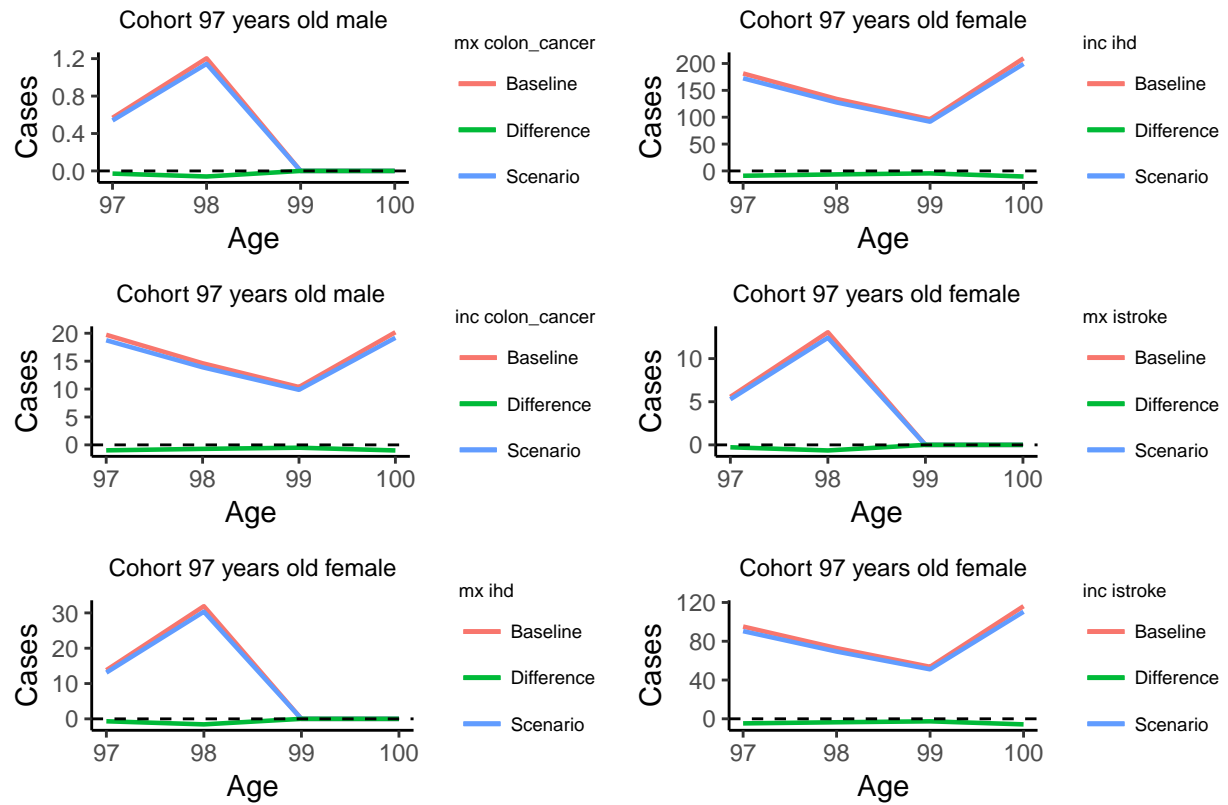 Cohort 97 years old male
mx colon_cancer
Cases
1.2
0.8
0.4
0.0
97 98 99 100
Age
Baseline
Difference
Scenario
Cohort 97 years old female
inc ihd
Cases
200
150
100
50
0
97 98 99 100
Age
Baseline
Difference
Scenario
Cohort 97 years old male
inc colon_cancer
Cases
20
15
10
5
0
97 98 99 100
Age
Baseline
Difference
Scenario
Cohort 97 years old female
mx istroke
Cases
10
5
0
97 98 99 100
Age
Baseline
Difference
Scenario
Cohort 97 years old female
mx ihd
Cases
30
20
10
0
97 98 99 100
Age
Baseline
Difference
Scenario
Cohort 97 years old female
inc istroke
Cases
120
80
40
0
97 98 99 100
Age
Baseline
Difference
Scenario